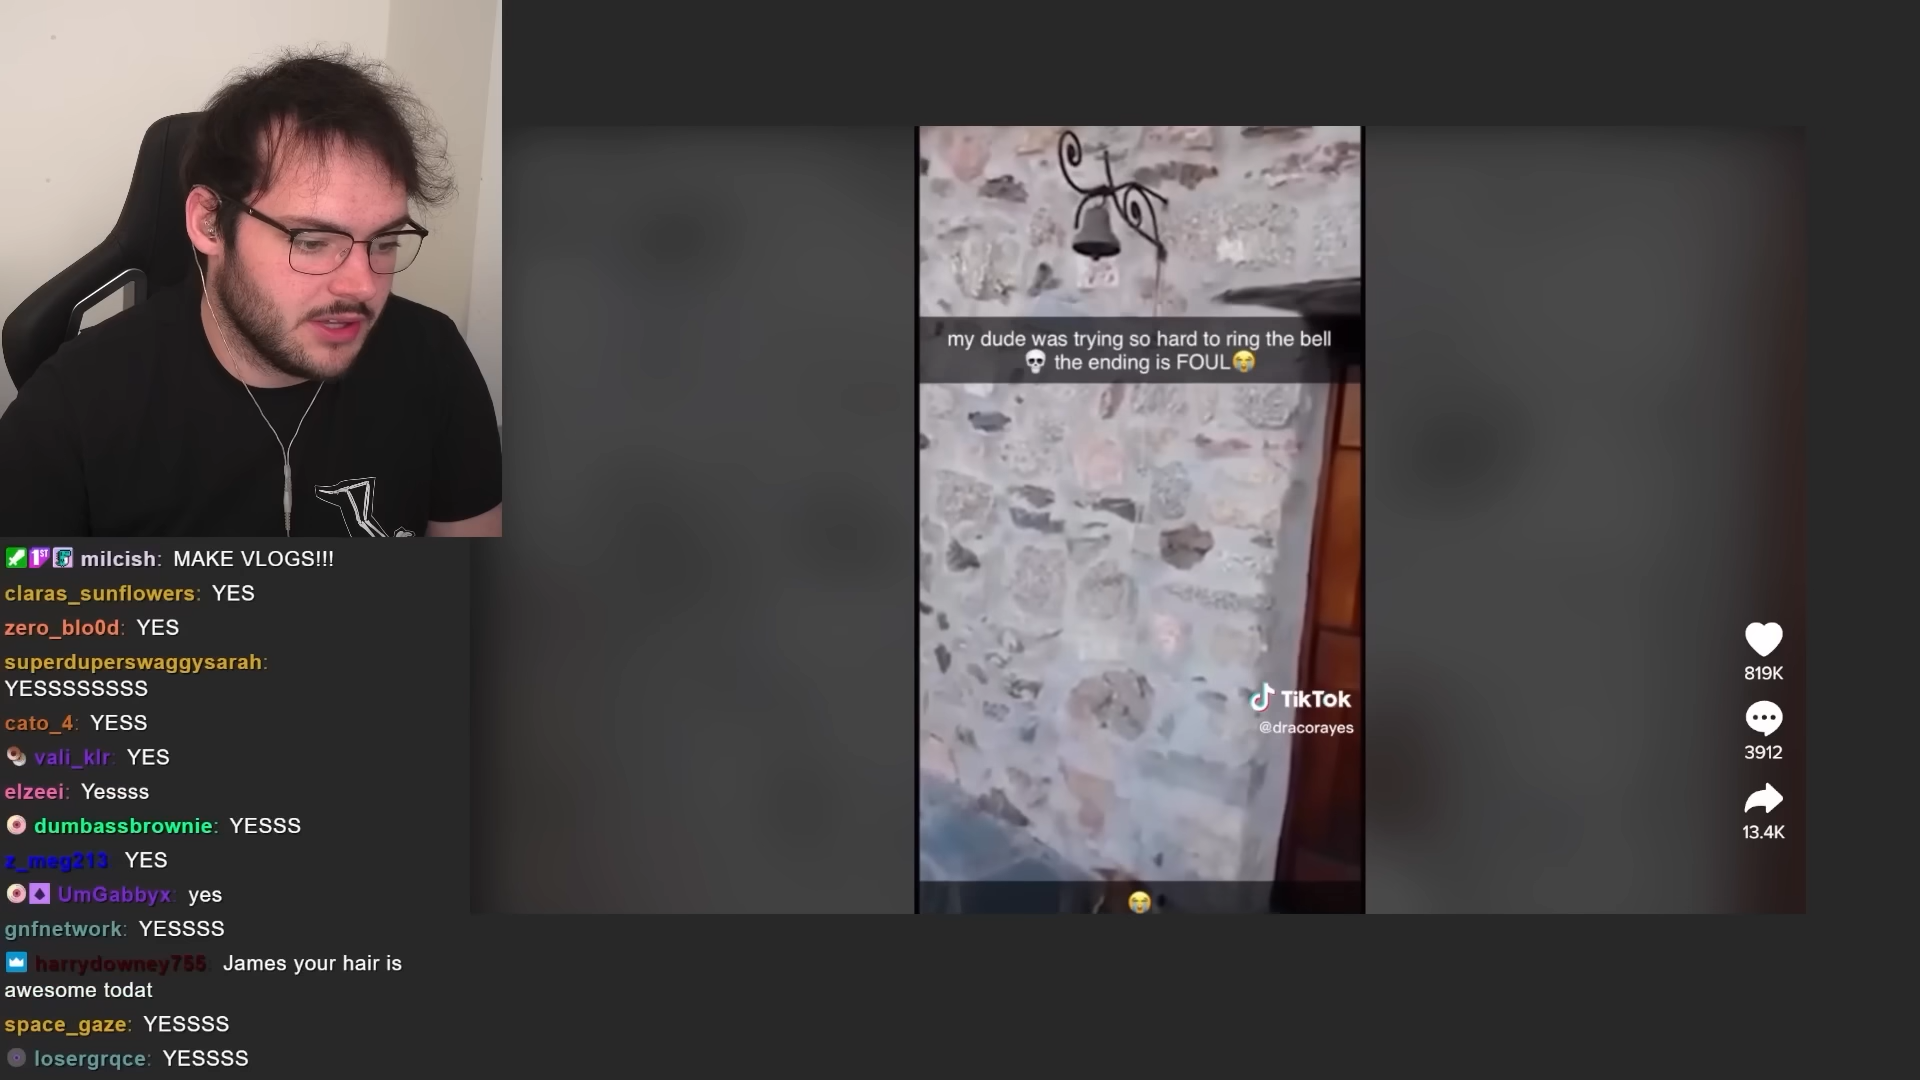 milcish: MAKE VLOGS!!!
claras_sunflowers: YES
zero_blo0d: YES
superduperswaggysarah:
YESSSSSSSS
cato_4: YESS
vali_klr: YES
elzeei: Yessss
dumbassbrownie: YESSS
z_meg213: YES
UmGabbyx: yes
gnfnetwork: YESSSS
harrydowney755: James your hair is
awesome todat
space_gaze: YESSSS
losergrqce: YESSSS
my dude was trying so hard to ring the bell
💀 the ending is FOUL😭
TikTok
@dracorayes
😭
819K
3912
13.4K